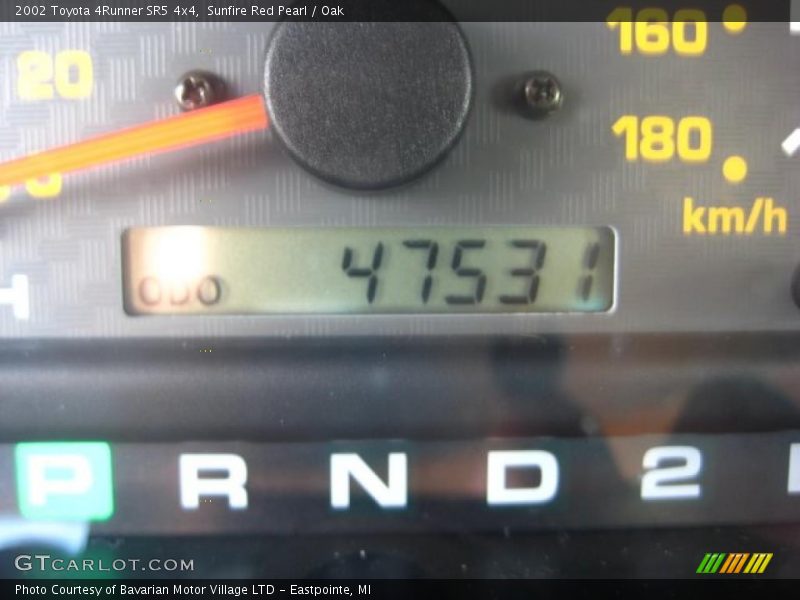 2002 Toyota 4Runner SR5 4x4, Sunfire Red Pearl / Oak
160
20
180
km/h
ODO 47531
P R N D 2
GTCARLOT.COM
Photo Courtesy of Bavarian Motor Village LTD - Eastpointe, MI